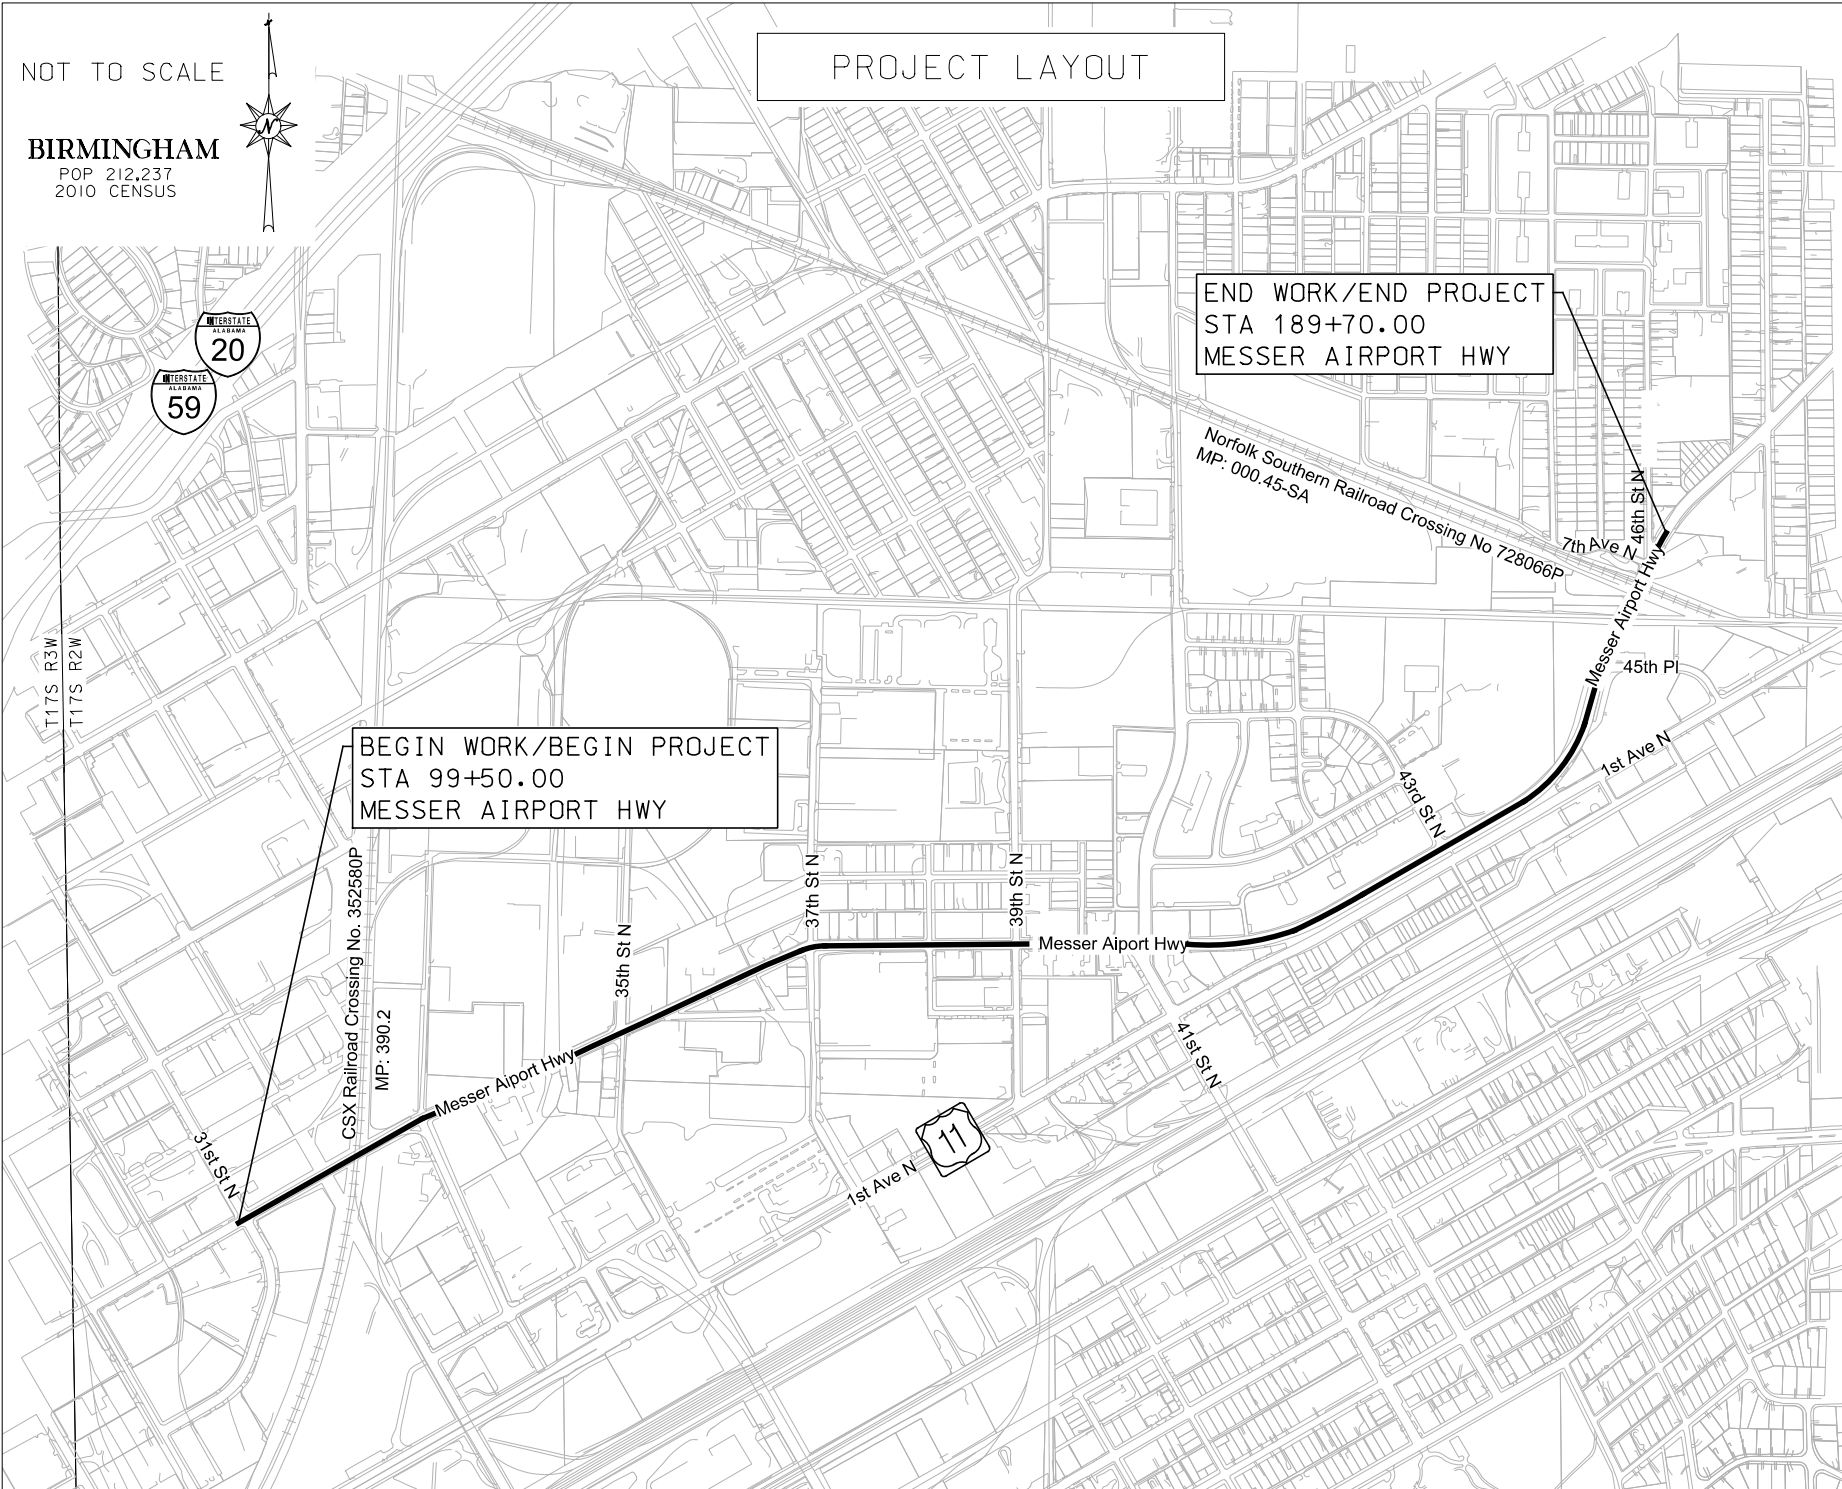 PROJECT LAYOUT
NOT TO SCALE
N
BIRMINGHAM
POP 212,237
2010 CENSUS
INTERSTATE
ALABAMA
20
INTERSTATE
ALABAMA
59
END WORK/END PROJECT
STA 189+70.00
MESSER AIRPORT HWY
Norfolk Southern Railroad Crossing No 728066P
MP: 000.45-SA
46th St N
7th Ave N
Messer Airport Hwy
45th Pl
1st Ave N
T17S R3W
T17S R2W
BEGIN WORK/BEGIN PROJECT
STA 99+50.00
MESSER AIRPORT HWY
43rd St N
CSX Railroad Crossing No. 352580P
MP: 390.2
35th St N
37th St N
39th St N
Messer Aiport Hwy
Messer Aiport Hwy
41st St N
31st St N
1st Ave N
11